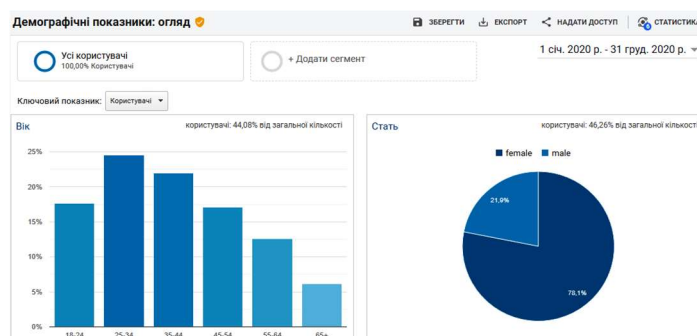 Демографічні показники: огляд
ЗБЕРЕГТИ ЕКСПОРТ НАДАТИ ДОСТУП СТАТИСТИКА
1 січ. 2020 р. - 31 груд. 2020 р.
Усі користувачі
100,00% Користувачі
+ Додати сегмент
Ключовий показник: Користувачі
Вік
користувачі: 44,08% від загальної кількості
25%
20%
15%
10%
5%
0%
18-24 25-34 35-44 45-54 55-64 65+
Стать
користувачі: 46,26% від загальної кількості
female male
21,9%
78,1%